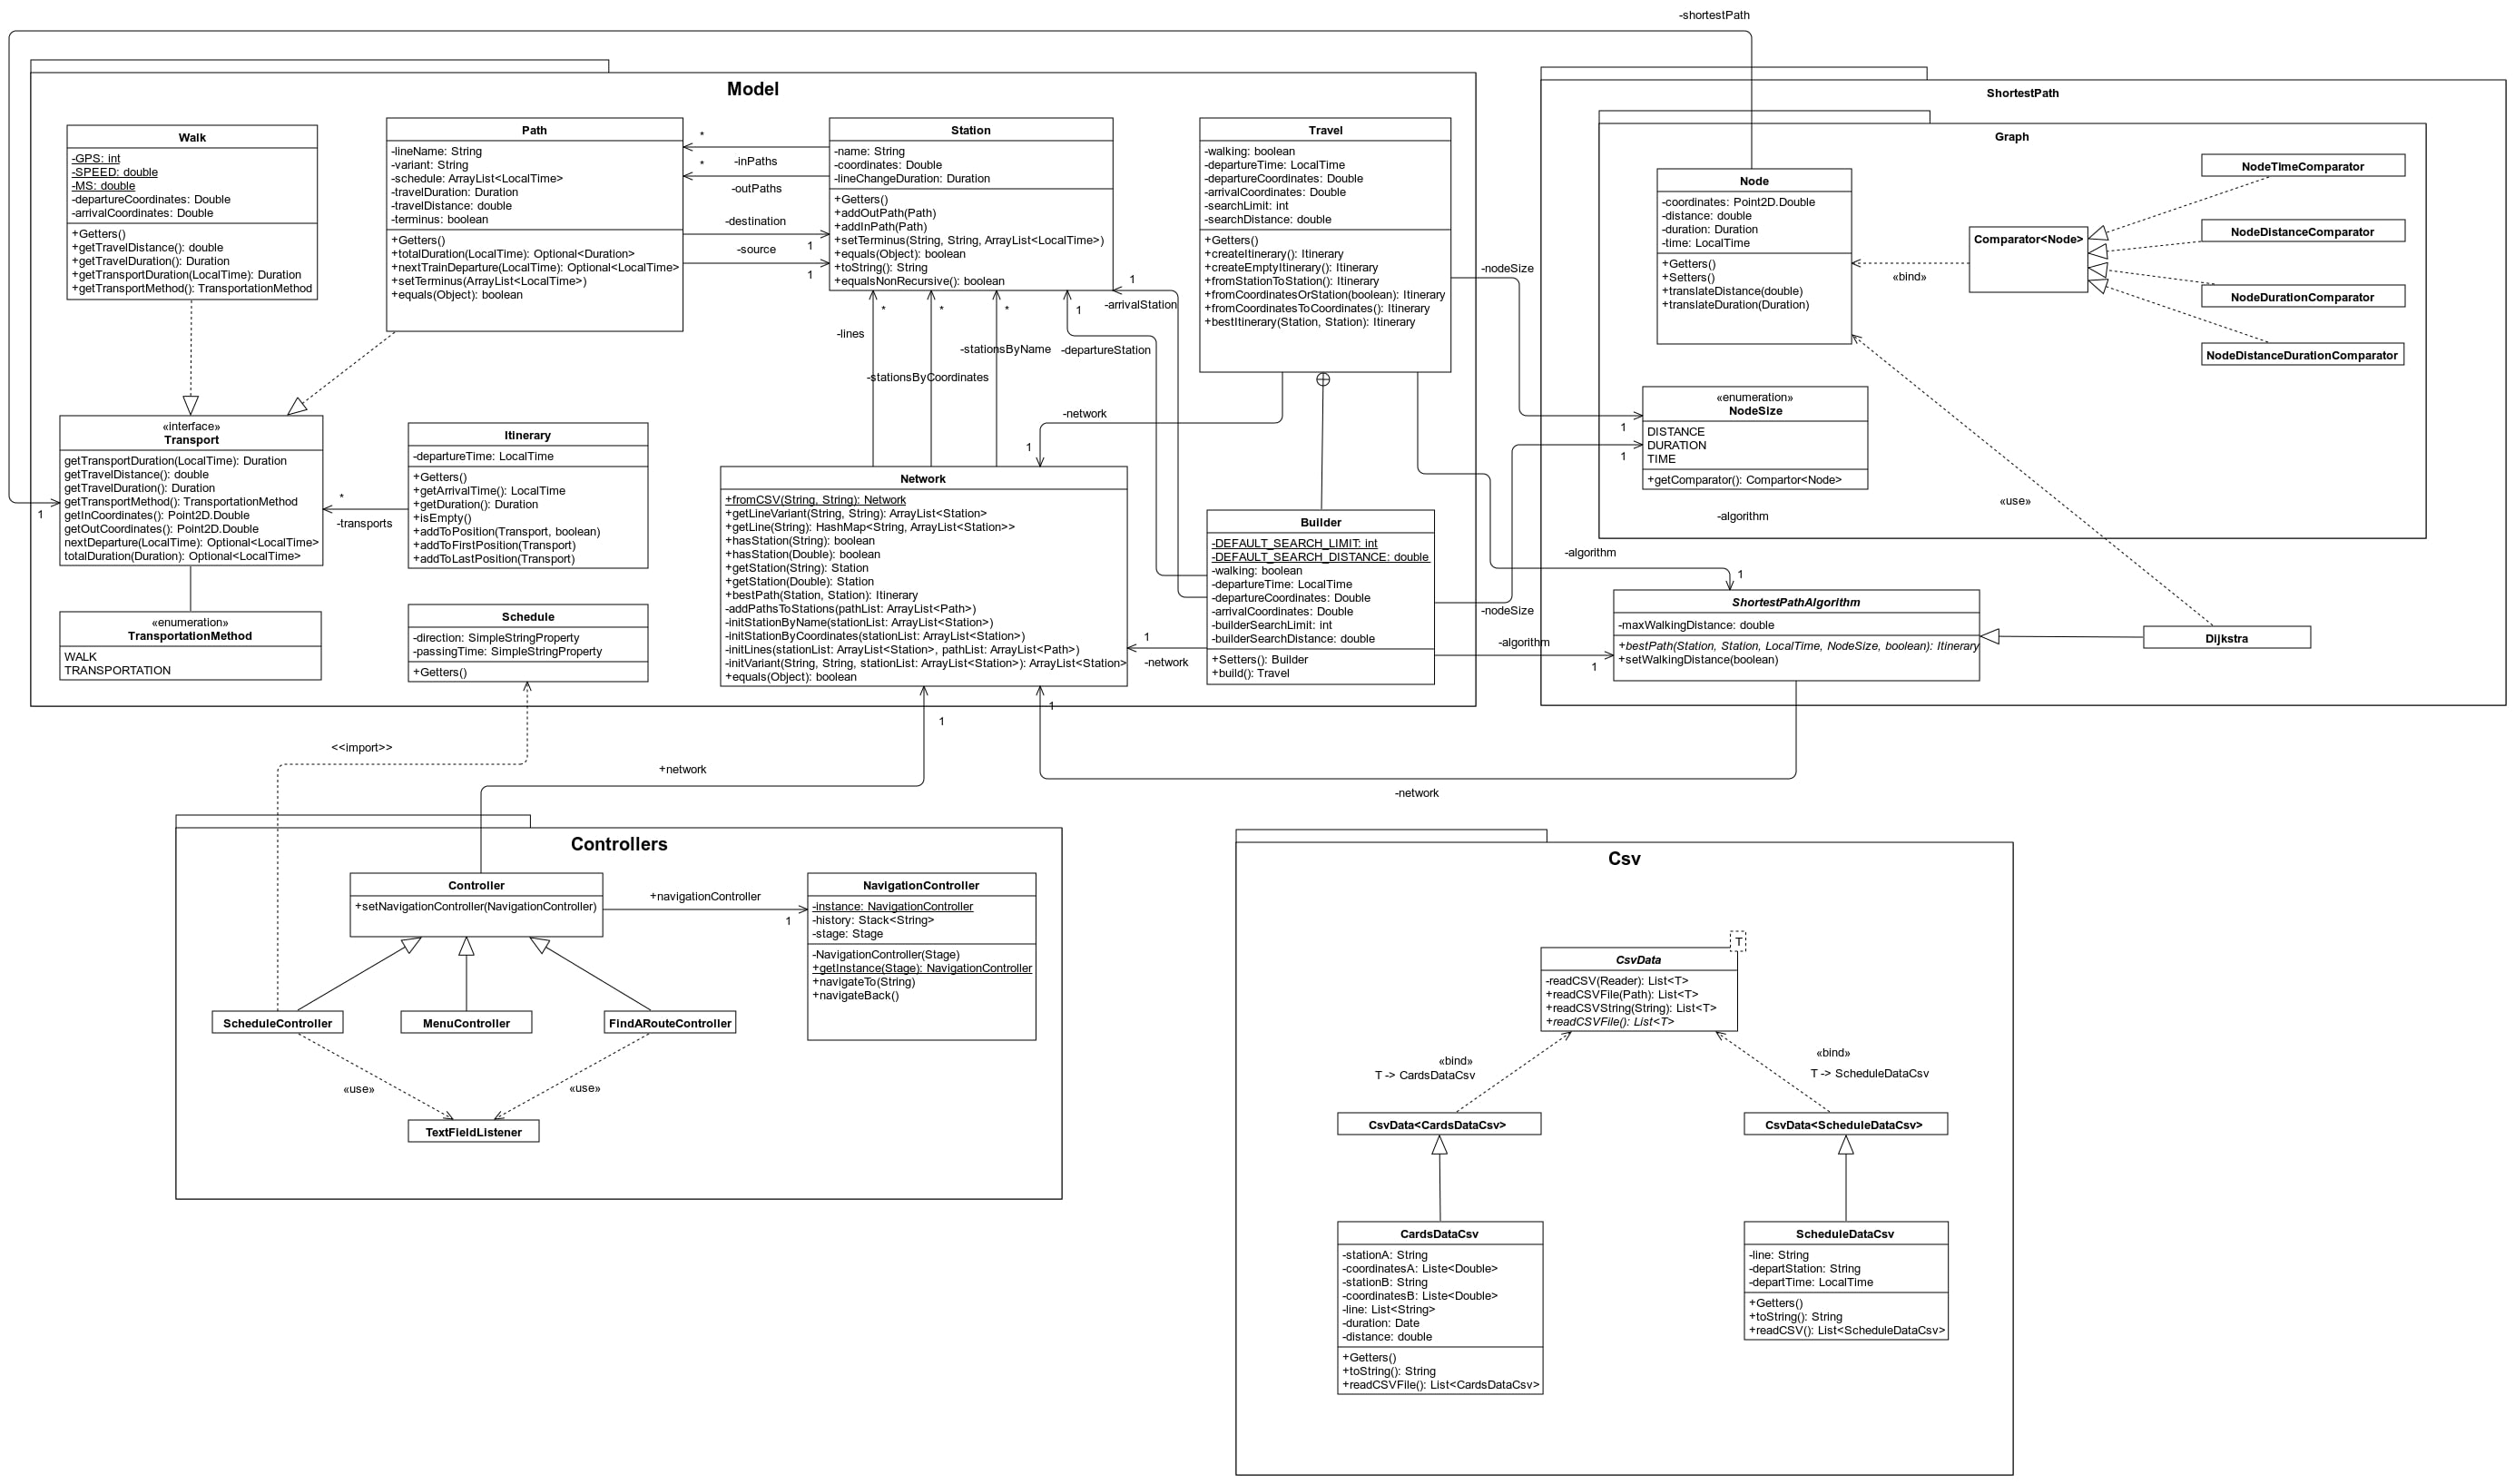 -shortestPath
Model
Walk
-GPS: int
-SPEED: double
-MS: double
-departureCoordinates: Double
-arrivalCoordinates: Double
+Getters()
+getTravelDistance(): double
+getTravelDuration(): Duration
+getTransportDuration(LocalTime): Duration
+getTransportMethod(): TransportationMethod
Path
-lineName: String
-variant: String
-schedule: ArrayList<LocalTime>
-travelDuration: Duration
-travelDistance: double
-terminus: boolean
+Getters()
+totalDuration(LocalTime): Optional<Duration>
+nextTrainDeparture(LocalTime): Optional<LocalTime>
+setTerminus(ArrayList<LocalTime>)
+equals(Object): boolean
*
-inPaths
*
-outPaths
-destination
1
-source
1
Station
-name: String
-coordinates: Double
-lineChangeDuration: Duration
+Getters()
+addOutPath(Path)
+addInPath(Path)
+setTerminus(String, String, ArrayList<LocalTime>)
+equals(Object): boolean
+toString(): String
+equalsNonRecursive(): boolean
Travel
-walking: boolean
-departureTime: LocalTime
-departureCoordinates: Double
-arrivalCoordinates: Double
-searchLimit: int
-searchDistance: double
+Getters()
+createItinerary(): Itinerary
+createEmptyItinerary(): Itinerary
+fromStationToStation(): Itinerary
+fromCoordinatesOrStation(boolean): Itinerary
+fromCoordinatesToCoordinates(): Itinerary
+bestItinerary(Station, Station): Itinerary
1
-arrivalStation
*
*
*
1
-lines
-stationsByName
-departureStation
-stationsByCoordinates
-network
1
«interface»
Transport
getTransportDuration(LocalTime): Duration
getTravelDistance(): double
getTravelDuration(): Duration
getTransportMethod(): TransportationMethod
getInCoordinates(): Point2D.Double
getOutCoordinates(): Point2D.Double
nextDeparture(LocalTime): Optional<LocalTime>
totalDuration(Duration): Optional<LocalTime>
1
*
-transports
Itinerary
-departureTime: LocalTime
+Getters()
+getArrivalTime(): LocalTime
+getDuration(): Duration
+isEmpty()
+addToPosition(Transport, boolean)
+addToFirstPosition(Transport)
+addToLastPosition(Transport)
«enumeration»
TransportationMethod
WALK
TRANSPORTATION
Schedule
-direction: SimpleStringProperty
-passingTime: SimpleStringProperty
+Getters()
Network
+fromCSV(String, String): Network
+getLineVariant(String, String): ArrayList<Station>
+getLine(String): HashMap<String, ArrayList<Station>>
+hasStation(String): boolean
+hasStation(Double): boolean
+getStation(String): Station
+getStation(Double): Station
+bestPath(Station, Station): Itinerary
-addPathsToStations(pathList: ArrayList<Path>)
-initStationByName(stationList: ArrayList<Station>)
-initStationByCoordinates(stationList: ArrayList<Station>)
-initLines(stationList: ArrayList<Station>, pathList: ArrayList<Path>)
-initVariant(String, String, stationList: ArrayList<Station>): ArrayList<Station>
+equals(Object): boolean
Builder
-DEFAULT_SEARCH_LIMIT: int
-DEFAULT_SEARCH_DISTANCE: double
-walking: boolean
-departureTime: LocalTime
-departureCoordinates: Double
-arrivalCoordinates: Double
-builderSearchLimit: int
-builderSearchDistance: double
+Setters(): Builder
+build(): Travel
1
-network
-nodeSize
1
1
-nodeSize
-algorithm
1
-algorithm
1
-algorithm
ShortestPath
Graph
Node
-coordinates: Point2D.Double
-distance: double
-duration: Duration
-time: LocalTime
+Getters()
+Setters()
+translateDistance(double)
+translateDuration(Duration)
«bind»
Comparator<Node>
NodeTimeComparator
NodeDistanceComparator
NodeDurationComparator
NodeDistanceDurationComparator
«enumeration»
NodeSize
DISTANCE
DURATION
TIME
+getComparator(): Compartor<Node>
«use»
ShortestPathAlgorithm
-maxWalkingDistance: double
+bestPath(Station, Station, LocalTime, NodeSize, boolean): Itinerary
+setWalkingDistance(boolean)
Dijkstra
1
1
<<import>>
+network
-network
Controllers
Controller
+setNavigationController(NavigationController)
+navigationController
1
NavigationController
-instance: NavigationController
-history: Stack<String>
-stage: Stage
-NavigationController(Stage)
+getInstance(Stage): NavigationController
+navigateTo(String)
+navigateBack()
ScheduleController
MenuController
FindARouteController
«use»
«use»
TextFieldListener
Csv
T
CsvData
-readCSV(Reader): List<T>
+readCSVFile(Path): List<T>
+readCSVString(String): List<T>
+readCSVFile(): List<T>
«bind»
T -> CardsDataCsv
«bind»
T -> ScheduleDataCsv
CsvData<CardsDataCsv>
CsvData<ScheduleDataCsv>
CardsDataCsv
-stationA: String
-coordinatesA: Liste<Double>
-stationB: String
-coordinatesB: Liste<Double>
-line: List<String>
-duration: Date
-distance: double
+Getters()
+toString(): String
+readCSVFile(): List<CardsDataCsv>
ScheduleDataCsv
-line: String
-departStation: String
-departTime: LocalTime
+Getters()
+toString(): String
+readCSV(): List<ScheduleDataCsv>